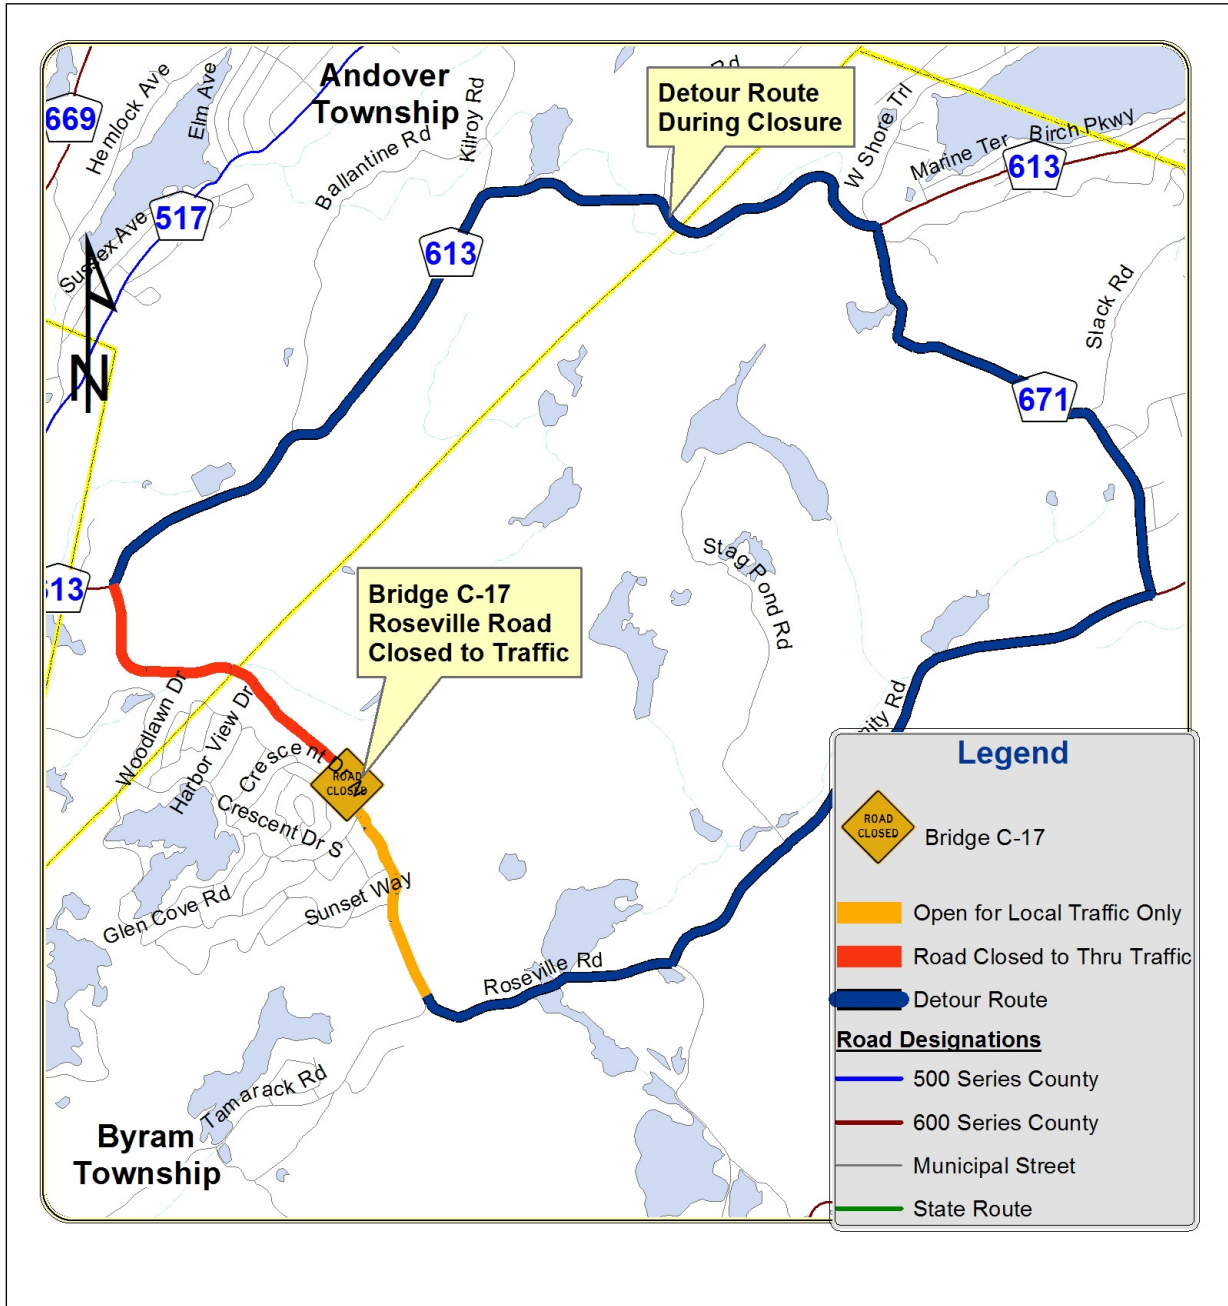 Andover
Township
669
Hemlock Ave
Elm Ave
Ballantine Rd
Kilroy Rd
Rd
Detour Route
During Closure
W Shore Trl
Marine Ter
Birch Pkwy
613
517
Sussex Ave
613
N
Slack Rd
671
Stag Pond Rd
13
Bridge C-17
Roseville Road
Closed to Traffic
Woodlawn Dr
Harbor View Dr
Crescent Dr N
ROAD
CLOSED
Crescent Dr S
Sunset Way
Glen Cove Rd
nity Rd
Roseville Rd
Tamarack Rd
Byram
Township
Legend
ROAD
CLOSED
Bridge C-17
Open for Local Traffic Only
Road Closed to Thru Traffic
Detour Route
Road Designations
500 Series County
600 Series County
Municipal Street
State Route